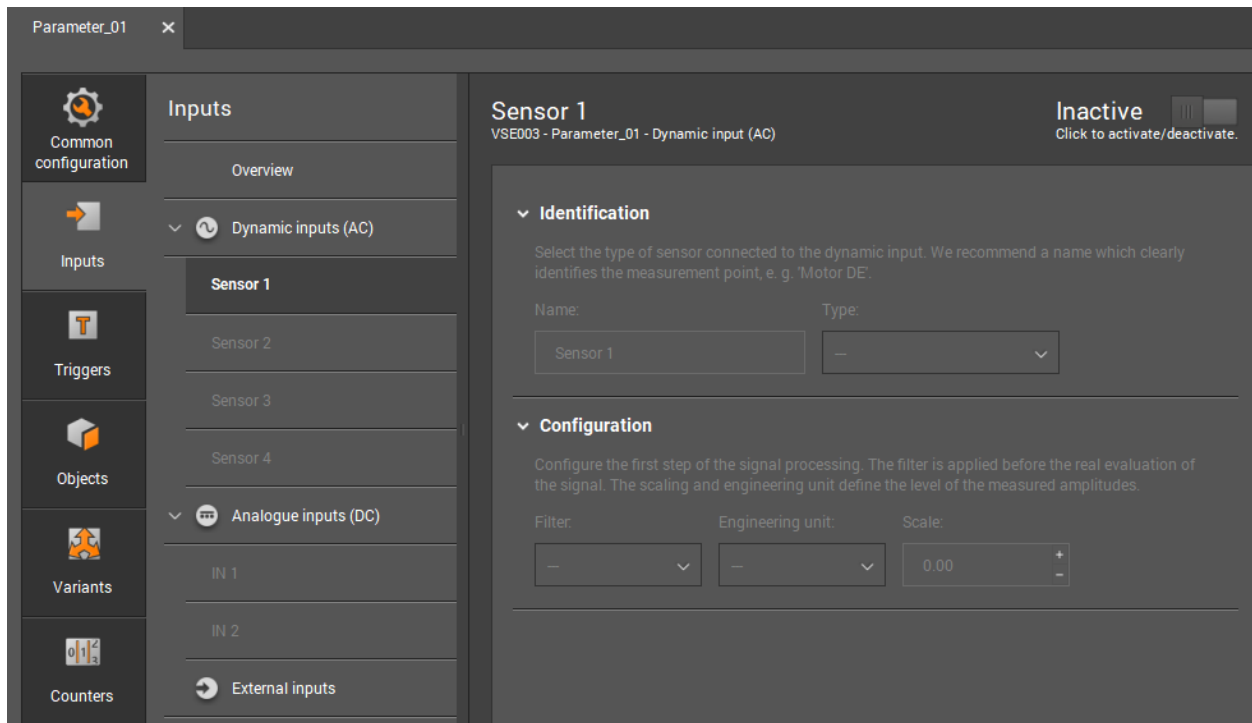 Parameter_01
Common
configuration
Inputs
Triggers
Objects
Variants
Counters
Inputs
Overview
Dynamic inputs (AC)
Sensor 1
Sensor 2
Sensor 3
Sensor 4
Analogue inputs (DC)
IN 1
IN 2
External inputs
Sensor 1
VSE003 - Parameter_01 - Dynamic input (AC)
Inactive
Click to activate/deactivate.
Identification
Select the type of sensor connected to the dynamic input. We recommend a name which clearly
identifies the measurement point, e. g. 'Motor DE'.
Name: Type:
Sensor 1 ---
Configuration
Configure the first step of the signal processing. The filter is applied before the real evaluation of
the signal. The scaling and engineering unit define the level of the measured amplitudes.
Filter: Engineering unit: Scale:
--- --- 0.00